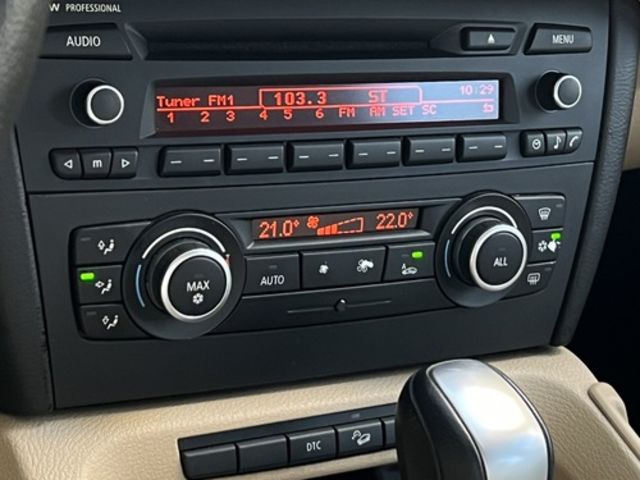 W PROFESSIONAL
AUDIO
MENU
Tuner FM1 103.3 ST 10:29
1 2 3 4 5 6 FM AM SET SC
m
21.0° 22.0°
AUTO
MAX
A
ALL
DTC